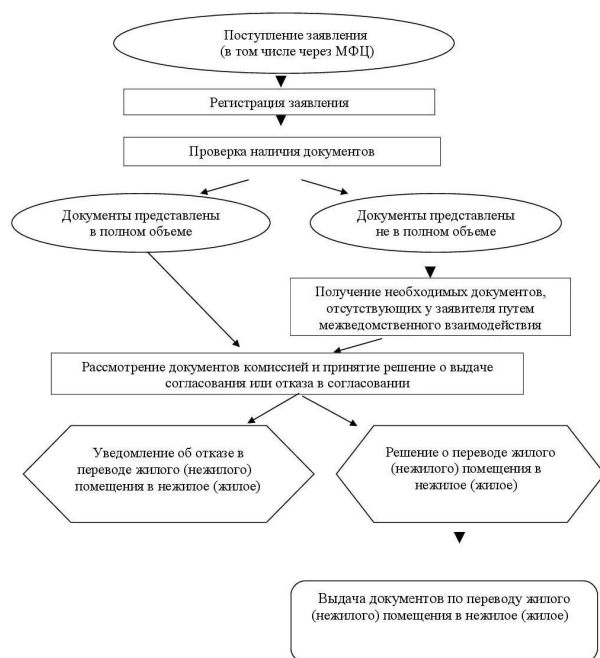 Поступление заявления
(в том числе через МФЦ)
Регистрация заявления
Проверка наличия документов
Документы представлены
в полном объеме
Документы представлены
не в полном объеме
Получение необходимых документов,
отсутствующих у заявителя путем
межведомственного взаимодействия
Рассмотрение документов комиссией и принятие решение о выдаче
согласования или отказа в согласовании
Уведомление об отказе в
переводе жилого (нежилого)
помещения в нежилое (жилое)
Решение о переводе жилого
(нежилого) помещения в
нежилое (жилое)
Выдача документов по переводу жилого
(нежилого) помещения в нежилое (жилое)